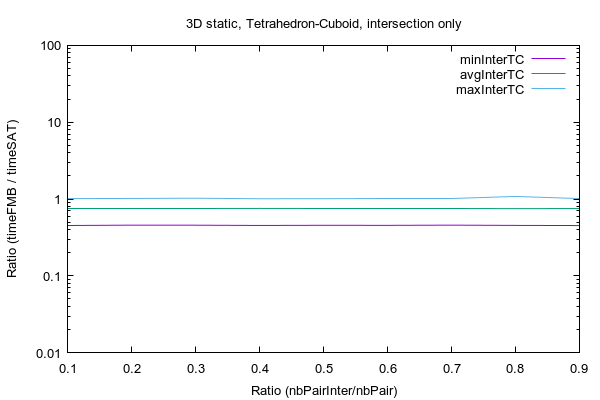 3D static, Tetrahedron-Cuboid, intersection only
100
10
1
0.1
0.01
Ratio (timeFMB / timeSAT)
minInterTC
avgInterTC
maxInterTC
0.1 0.2 0.3 0.4 0.5 0.6 0.7 0.8 0.9
Ratio (nbPairInter/nbPair)